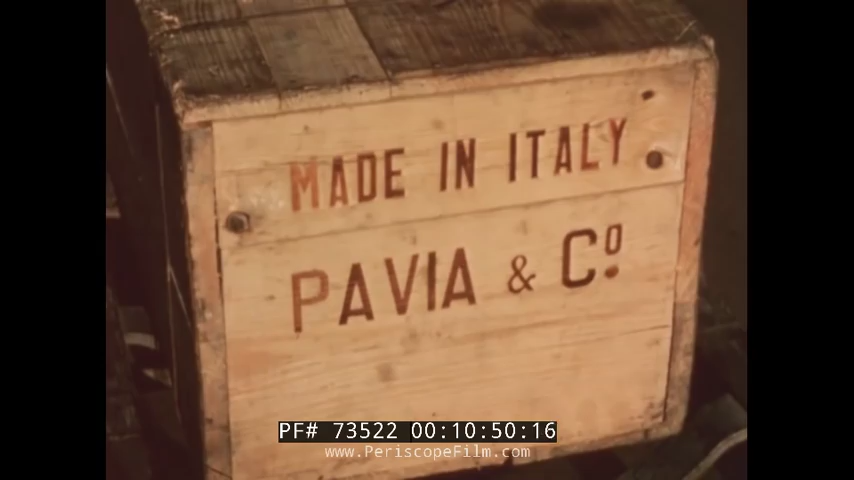 MADE IN ITALY
PAVIA & Cº.
PF# 73522 00:10:50:16
www.PeriscopeFilm.com